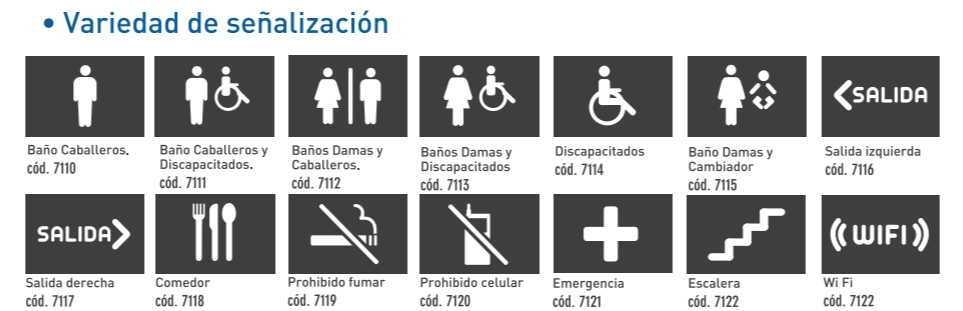 • Variedad de señalización
SALIDA
Baño Caballeros.
cód. 7110
Baño Caballeros y
Discapacitados.
cód. 7111
Baños Damas y
Caballeros.
cód. 7112
Baños Damas y
Discapacitados
cód. 7113
Discapacitados
cód. 7114
Baño Damas y
Cambiador
cód. 7115
Salida izquierda
cód. 7116
SALIDA
WIFI
Salida derecha
cód. 7117
Comedor
cód. 7118
Prohibido fumar
cód. 7119
Prohibido celular
cód. 7120
Emergencia
cód. 7121
Escalera
cód. 7122
Wi Fi
cód. 7122